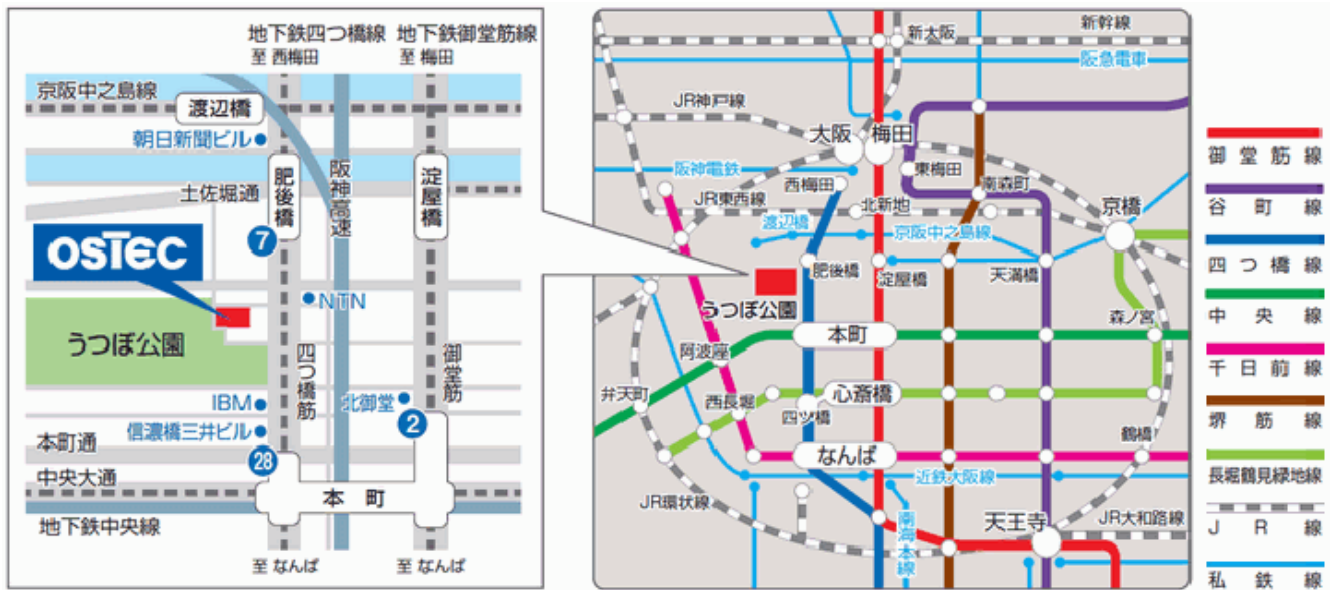 地下鉄四つ橋線
至 西梅田
地下鉄御堂筋線
至 梅田
京阪中之島線
渡辺橋
朝日新聞ビル
肥後橋
阪神高速
淀屋橋
土佐堀通
7
OSTEC
NTN
うつぼ公園
四つ橋筋
御堂筋
IBM
北御堂
2
信濃橋三井ビル
本町通
28
中央大通
本町
地下鉄中央線
至 なんば
至 なんば
新大阪
新幹線
阪急電車
JR神戸線
大阪
梅田
阪神電鉄
東梅田
西梅田
南森町
JR東西線
北新地
京橋
渡辺橋
京阪中之島線
肥後橋
淀屋橋
天満橋
うつぼ公園
森ノ宮
本町
阿波座
弁天町
西長堀
心斎橋
四ツ橋
鶴橋
なんば
近鉄大阪線
JR環状線
南海本線
天王寺
JR大和路線
御堂筋線
谷町線
四つ橋線
中央線
千日前線
堺筋線
長堀鶴見緑地線
JR線
私鉄線